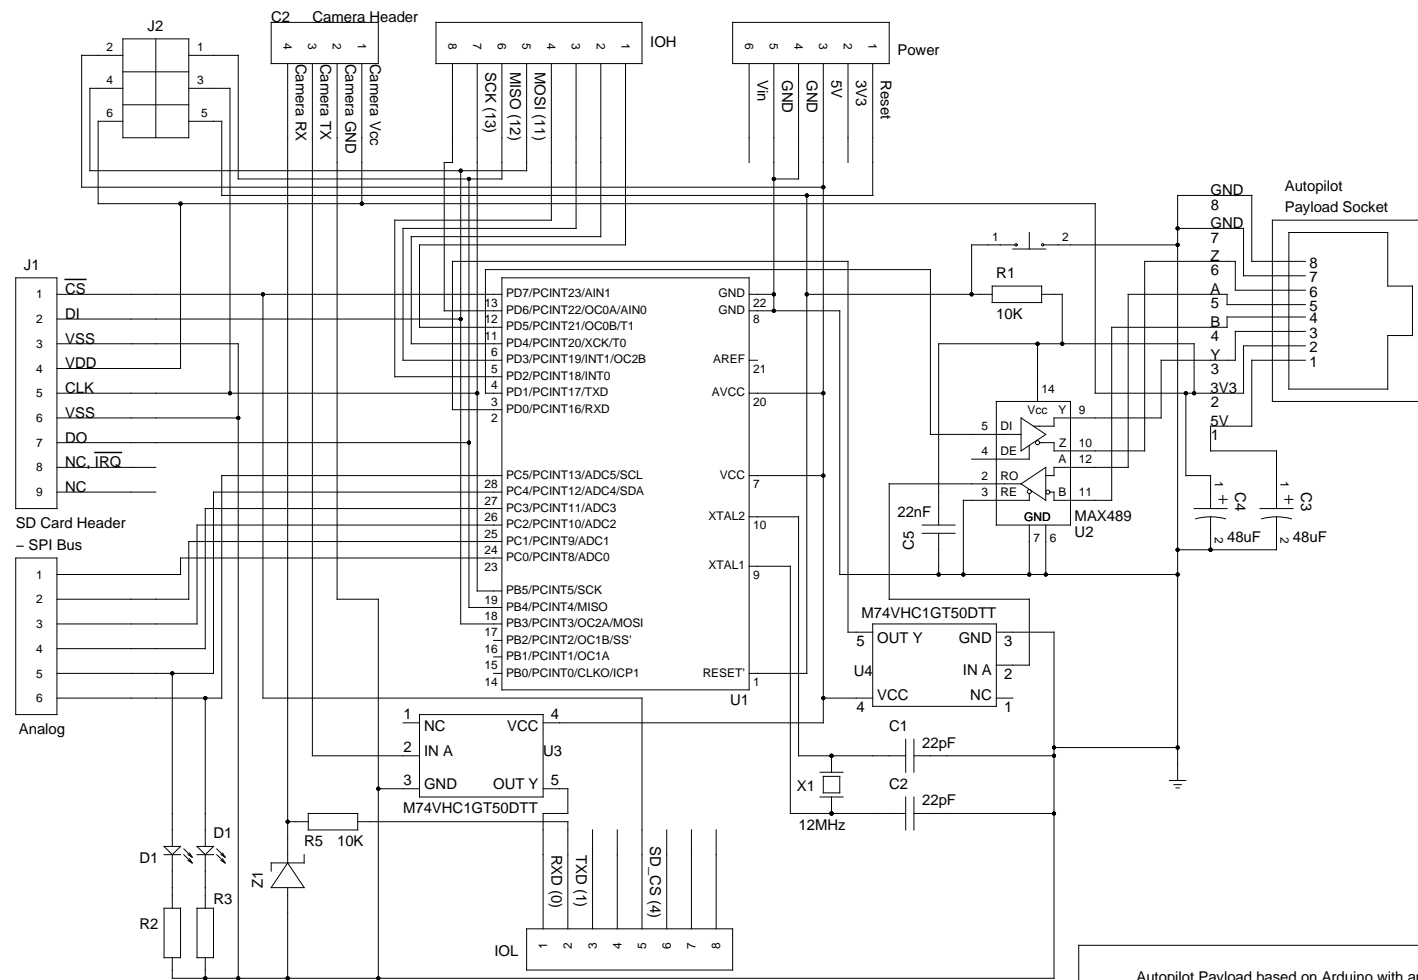 J2
2
1
4
3
6
5
C2 Camera Header
4
3
2
1
Camera RX
Camera TX
Camera GND
Camera Vcc
IOH
8
7
6
5
4
3
2
1
SCK (13)
MISO (12)
MOSI (11)
Power
6
5
4
3
2
1
Vin
GND
GND
5V
3V3
Reset
Autopilot
Payload Socket
GND
8
GND
7
Z
6
A
5
B
4
Y
3
3V3
2
5V
1
8
7
6
5
4
3
2
1
J1
1 CS
2 DI
3 VSS
4 VDD
5 CLK
6 VSS
7 DO
8 NC, IRQ
9 NC
SD Card Header
– SPI Bus
1
2
3
4
5
6
Analog
PD7/PCINT23/AIN1
13
PD6/PCINT22/OC0A/AIN0
12
PD5/PCINT21/OC0B/T1
11
PD4/PCINT20/XCK/T0
6
PD3/PCINT19/INT1/OC2B
5
PD2/PCINT18/INT0
4
PD1/PCINT17/TXD
3
PD0/PCINT16/RXD
2
PC5/PCINT13/ADC5/SCL
28
PC4/PCINT12/ADC4/SDA
27
PC3/PCINT11/ADC3
26
PC2/PCINT10/ADC2
25
PC1/PCINT9/ADC1
24
PC0/PCINT8/ADC0
23
PB5/PCINT5/SCK
19
PB4/PCINT4/MISO
18
PB3/PCINT3/OC2A/MOSI
17
PB2/PCINT2/OC1B/SS'
16
PB1/PCINT1/OC1A
15
PB0/PCINT0/CLKO/ICP1
14
GND
22
GND
8
AREF
21
AVCC
20
VCC
7
XTAL2
10
XTAL1
9
RESET'
1
U1
1
2
R1
10K
14
Vcc
Y 9
5 DI
Z 10
4 DE
A 12
2 RO
3 RE
B 11
GND
7 6
MAX489
U2
22nF
C5
1
+
C4
2
48uF
1
+
C3
2
48uF
M74VHC1GT50DTT
5 OUT Y
GND 3
U4
IN A
2
VCC
4
NC
1
1 NC
VCC 4
2 IN A
U3
3 GND
OUT Y 5
M74VHC1GT50DTT
C1
22pF
X1
C2
22pF
12MHz
R5 10K
Z1
D1
D1
R2
R3
RXD (0)
TXD (1)
SD_CS (4)
IOL
1
2
3
4
5
6
7
8
Autopilot Payload based on Arduino with a